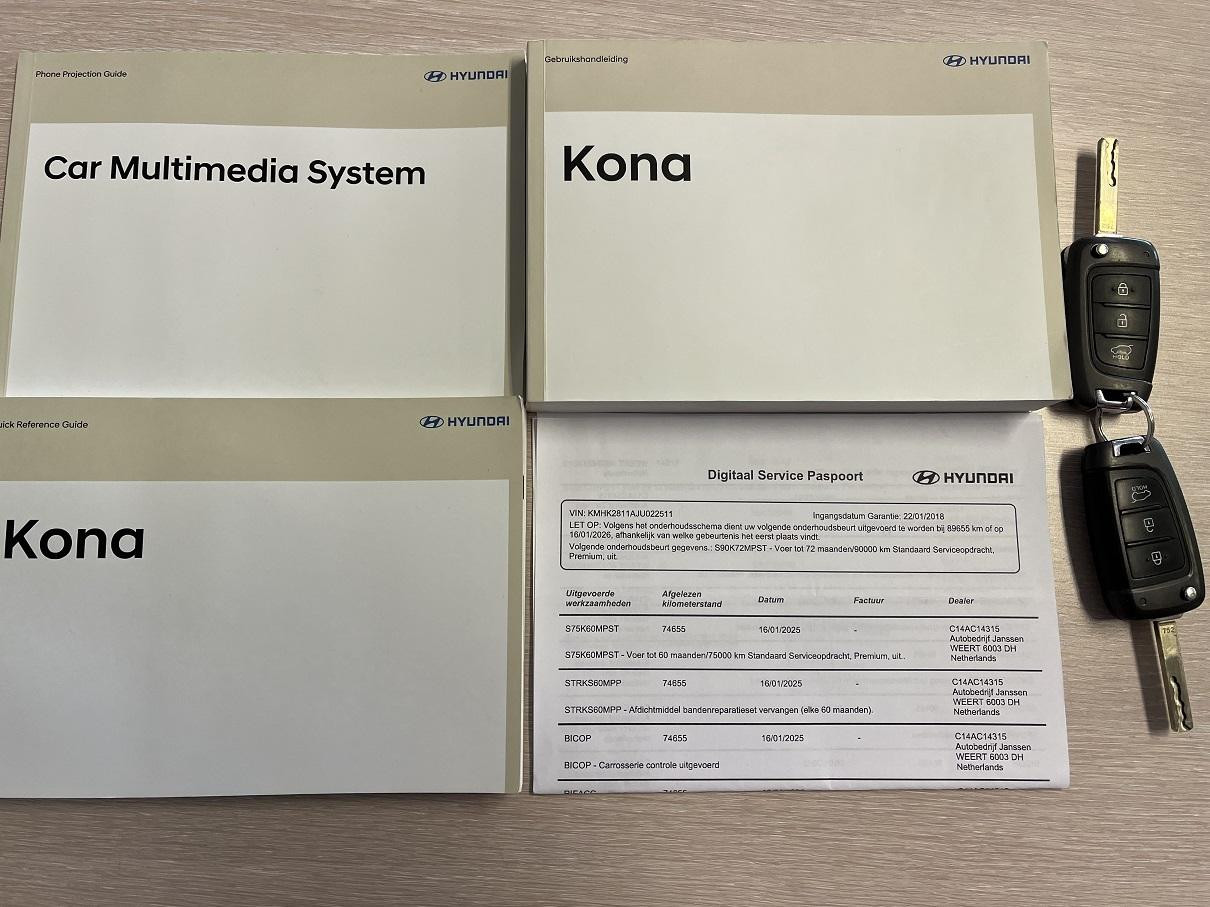 Phone Projection Guide
HYUNDAI
Car Multimedia System
Gebruikshandleiding
HYUNDAI
Kona
Reference Guide
HYUNDAI
Kona
Digitaal Service Paspoort
HYUNDAI
VIN: KMHK2811AJU022511
Ingangsdatum Garantie: 22/01/2018
LET OP: Volgens het onderhoudsschema dient uw volgende onderhoudsbeurt uitgevoerd te worden bij 89655 km of op
16/01/2026, afhankelijk van welke gebeurtenis het eerst plaats vindt.
Volgende onderhoudsbeurt gegevens.: S90K72MPST - Voer tot 72 maanden/90000 km Standaard Serviceopdracht,
Premium, uit.
Uitgevoerde werkzaamheden
Afgelezen kilometerstand
Datum
Factuur
Dealer
S75K60MPST 74655 16/01/2025 - C14AC14315
Autobedrijf Janssen
WEERT 6003 DH
Netherlands
S75K60MPST - Voer tot 60 maanden/75000 km Standaard Serviceopdracht, Premium, uit..
STRKS60MPP 74655 16/01/2025 - C14AC14315
Autobedrijf Janssen
WEERT 6003 DH
Netherlands
STRKS60MPP - Afdichtmiddel bandenreparatieset vervangen (elke 60 maanden).
BICOP 74655 16/01/2025 - C14AC14315
Autobedrijf Janssen
WEERT 6003 DH
Netherlands
BICOP - Carrosserie controle uitgevoerd
HOLD
HOLD
752